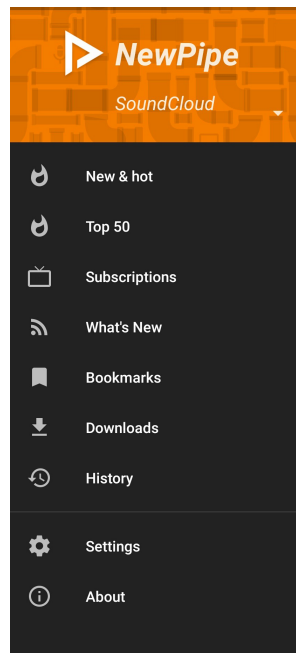 NewPipe
SoundCloud
New & hot
Top 50
Subscriptions
What's New
Bookmarks
Downloads
History
Settings
About